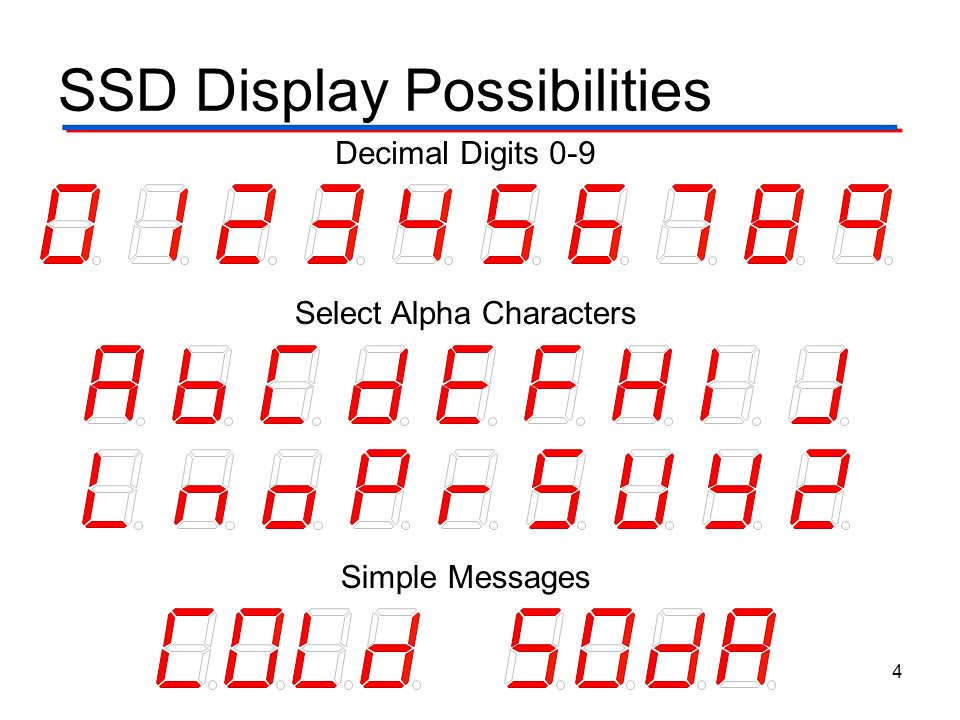 SSD Display Possibilities
Decimal Digits 0-9
0 1 2 3 4 5 6 7 8 9
Select Alpha Characters
A b C d E F H I J
L n o P r S U y Z
Simple Messages
COLd SOdA
4